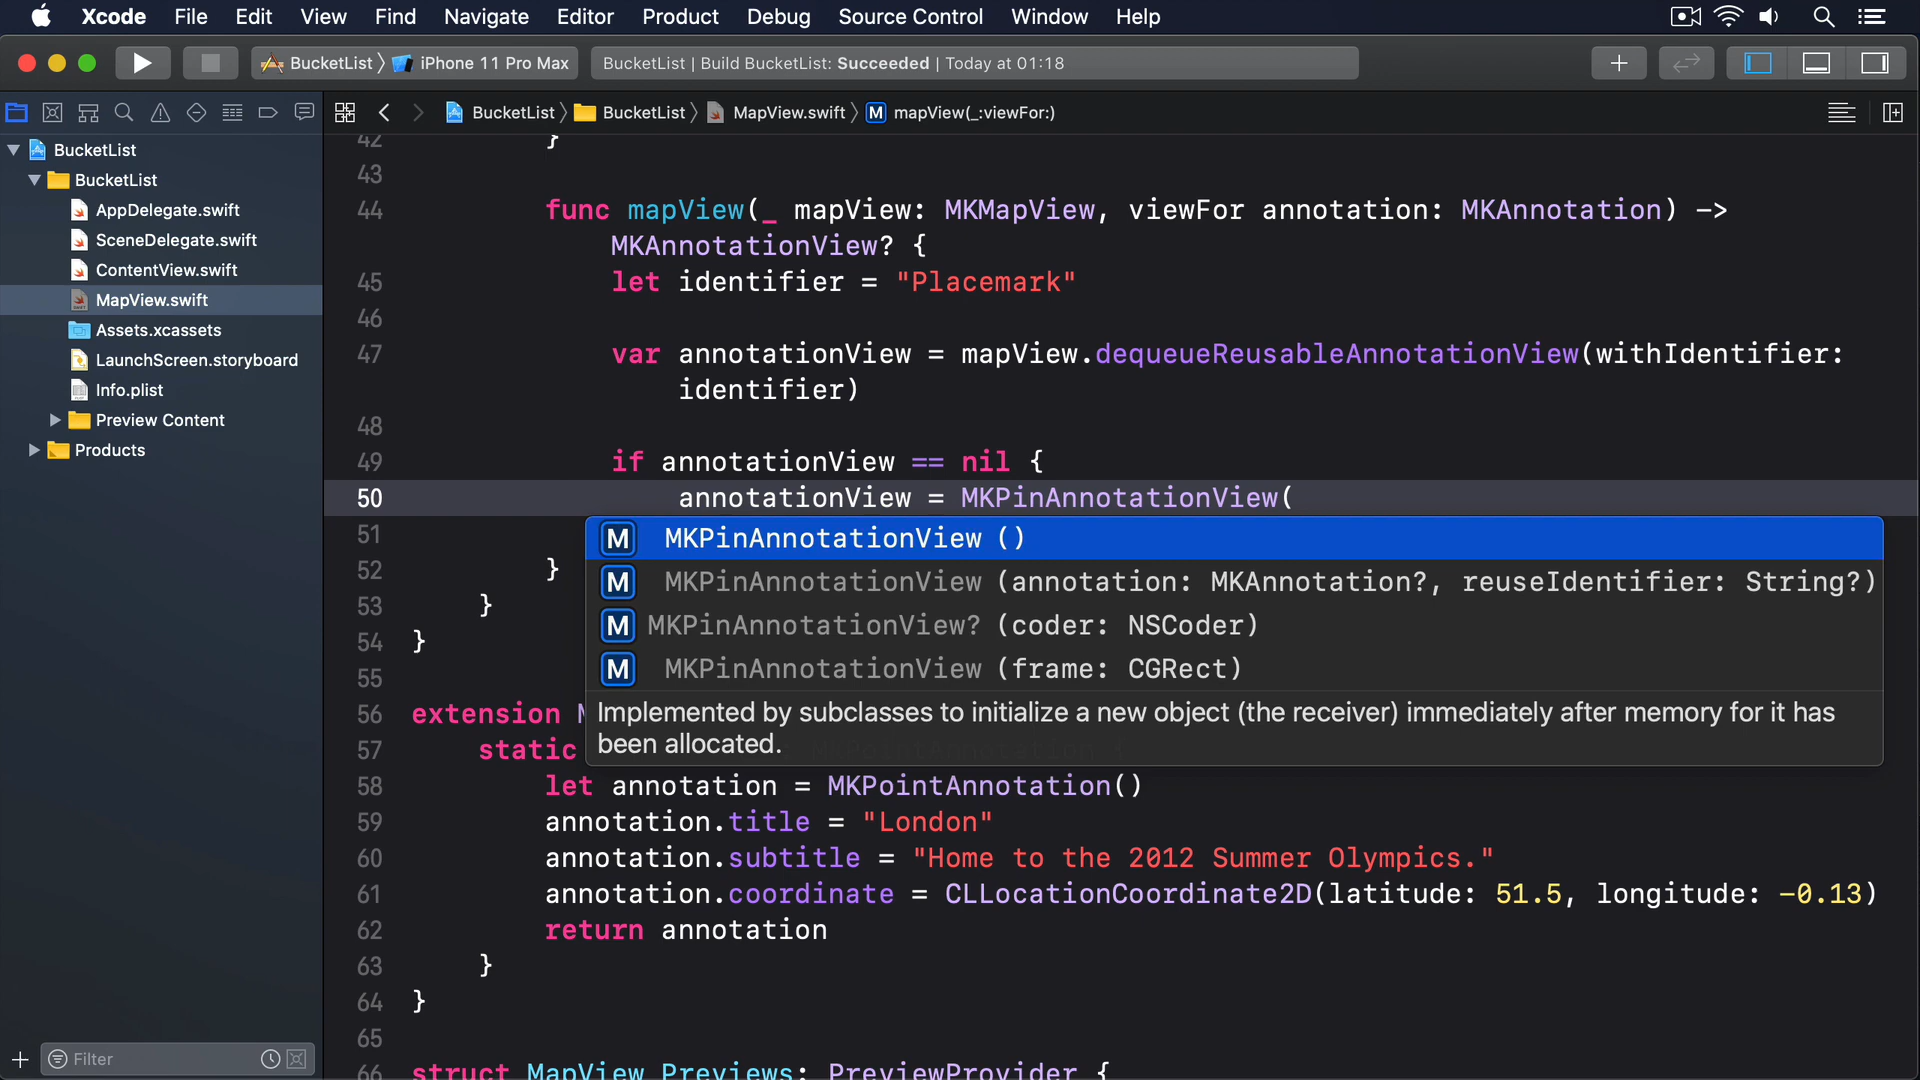 Xcode File Edit View Find Navigate Editor Product Debug Source Control Window Help
BucketList iPhone 11 Pro Max BucketList | Build BucketList: Succeeded | Today at 01:18
BucketList BucketList MapView.swift M mapView(_:viewFor:)
BucketList
BucketList
AppDelegate.swift
SceneDelegate.swift
ContentView.swift
MapView.swift
Assets.xcassets
LaunchScreen.storyboard
Info.plist
Preview Content
Products
Filter
42 }
43
44 func mapView(_ mapView: MKMapView, viewFor annotation: MKAnnotation) ->
MKAnnotationView? {
45 let identifier = "Placemark"
46
47 var annotationView = mapView.dequeueReusableAnnotationView(withIdentifier:
identifier)
48
49 if annotationView == nil {
50 annotationView = MKPinAnnotationView(
51
M MKPinAnnotationView ()
52 }
M MKPinAnnotationView (annotation: MKAnnotation?, reuseIdentifier: String?)
53 }
M MKPinAnnotationView? (coder: NSCoder)
54 }
M MKPinAnnotationView (frame: CGRect)
55
Implemented by subclasses to initialize a new object (the receiver) immediately after memory for it has
been allocated.
56 extension
57 static
58 let annotation = MKPointAnnotation()
59 annotation.title = "London"
60 annotation.subtitle = "Home to the 2012 Summer Olympics."
61 annotation.coordinate = CLLocationCoordinate2D(latitude: 51.5, longitude: -0.13)
62 return annotation
63 }
64 }
65
66 struct MapView_Previews: PreviewProvider {